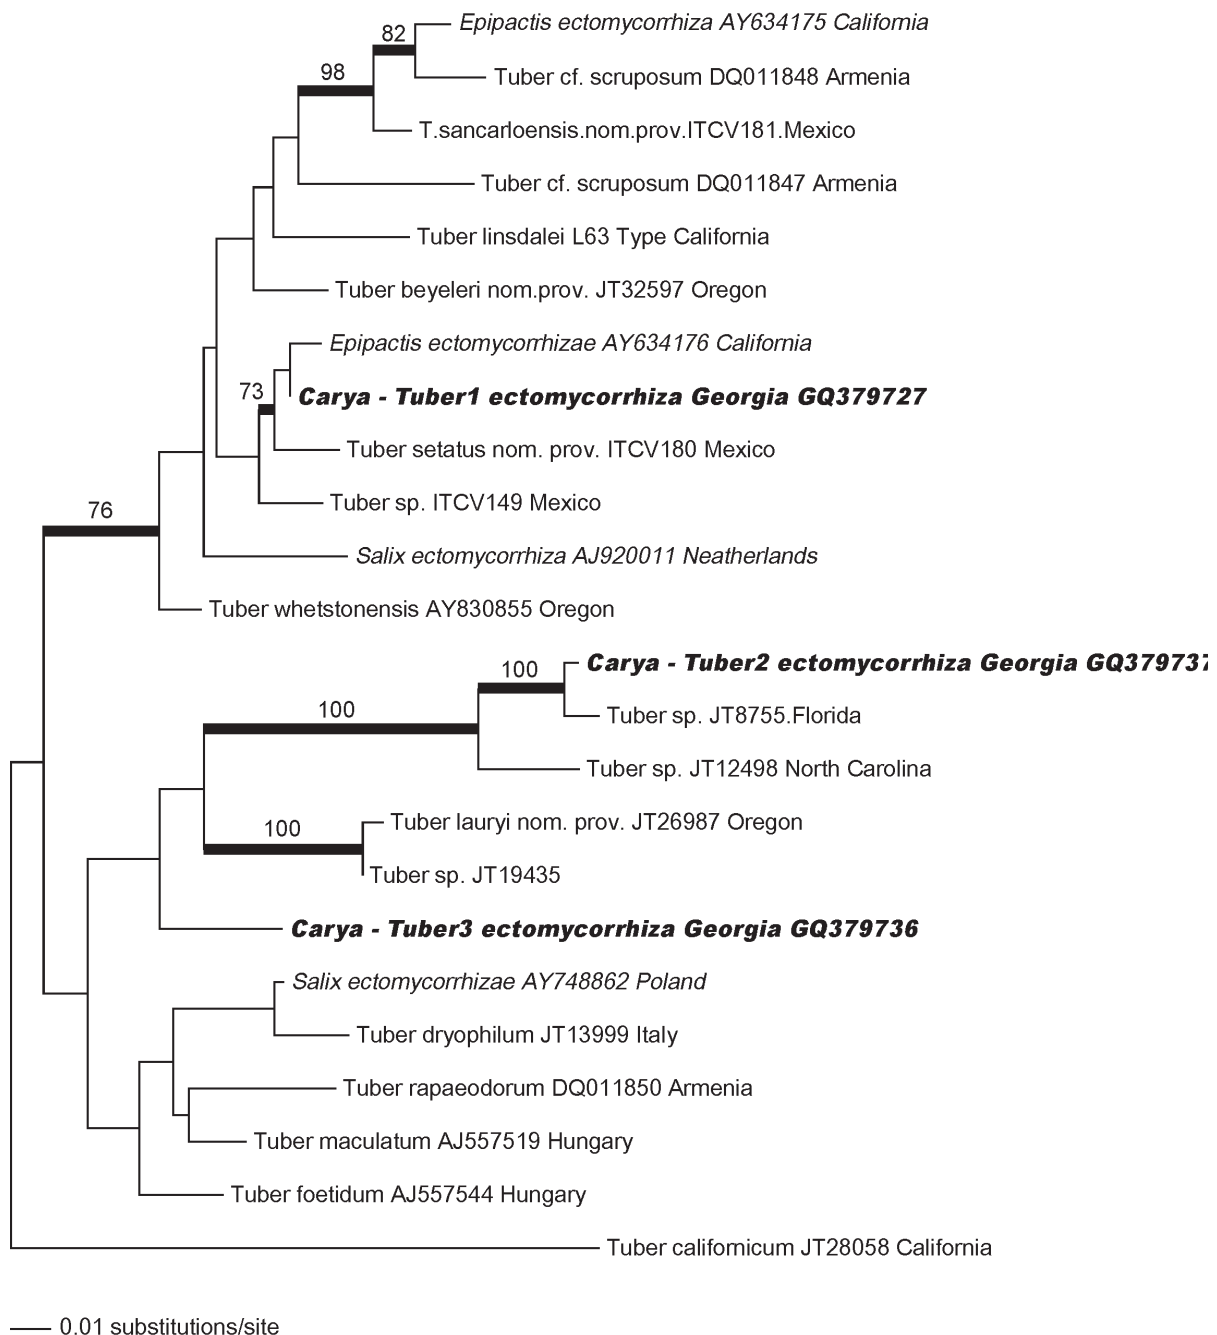 Epipactis ectomycorrhiza AY634175 California
82
Tuber cf. scruposum DQ011848 Armenia
98
T.sancarloensis.nom.prov.ITCV181.Mexico
Tuber cf. scruposum DQ011847 Armenia
Tuber linsdalei L63 Type California
Tuber beyeleri nom.prov. JT32597 Oregon
Epipactis ectomycorrhizae AY634176 California
73
Carya - Tuber1 ectomycorrhiza Georgia GQ379727
Tuber setatus nom. prov. ITCV180 Mexico
Tuber sp. ITCV149 Mexico
76
Salix ectomycorrhiza AJ920011 Neatherlands
Tuber whetstonensis AY830855 Oregon
Carya - Tuber2 ectomycorrhiza Georgia GQ379737
100
100
Tuber sp. JT8755.Florida
Tuber sp. JT12498 North Carolina
Tuber lauryi nom. prov. JT26987 Oregon
100
Tuber sp. JT19435
Carya - Tuber3 ectomycorrhiza Georgia GQ379736
Salix ectomycorrhizae AY748862 Poland
Tuber dryophilum JT13999 Italy
Tuber rapaeodorum DQ011850 Armenia
Tuber maculatum AJ557519 Hungary
Tuber foetidum AJ557544 Hungary
Tuber californicum JT28058 California
0.01 substitutions/site